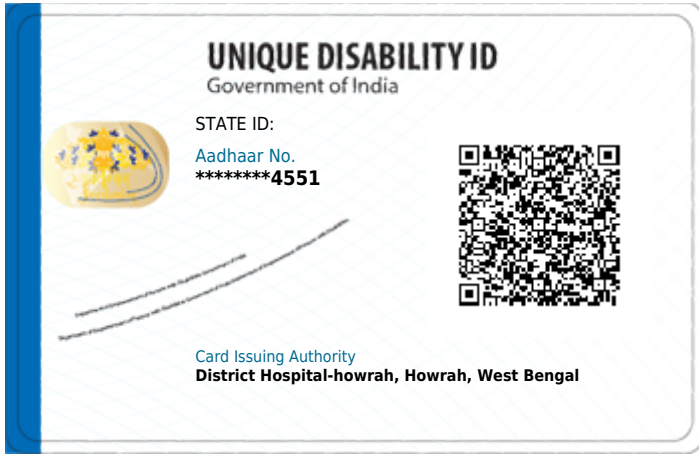 UNIQUE DISABILITY ID
Government of India
STATE ID:
Aadhaar No.
********4551
Card Issuing Authority
District Hospital-howrah, Howrah, West Bengal